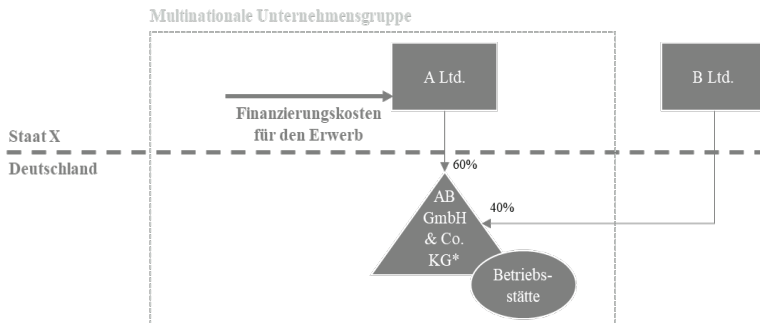 Multinationale Unternehmensgruppe
A Ltd.
B Ltd.
Finanzierungskosten
für den Erwerb
Staat X
Deutschland
60%
40%
AB
GmbH
& Co.
KG*
Betriebs-
stätte